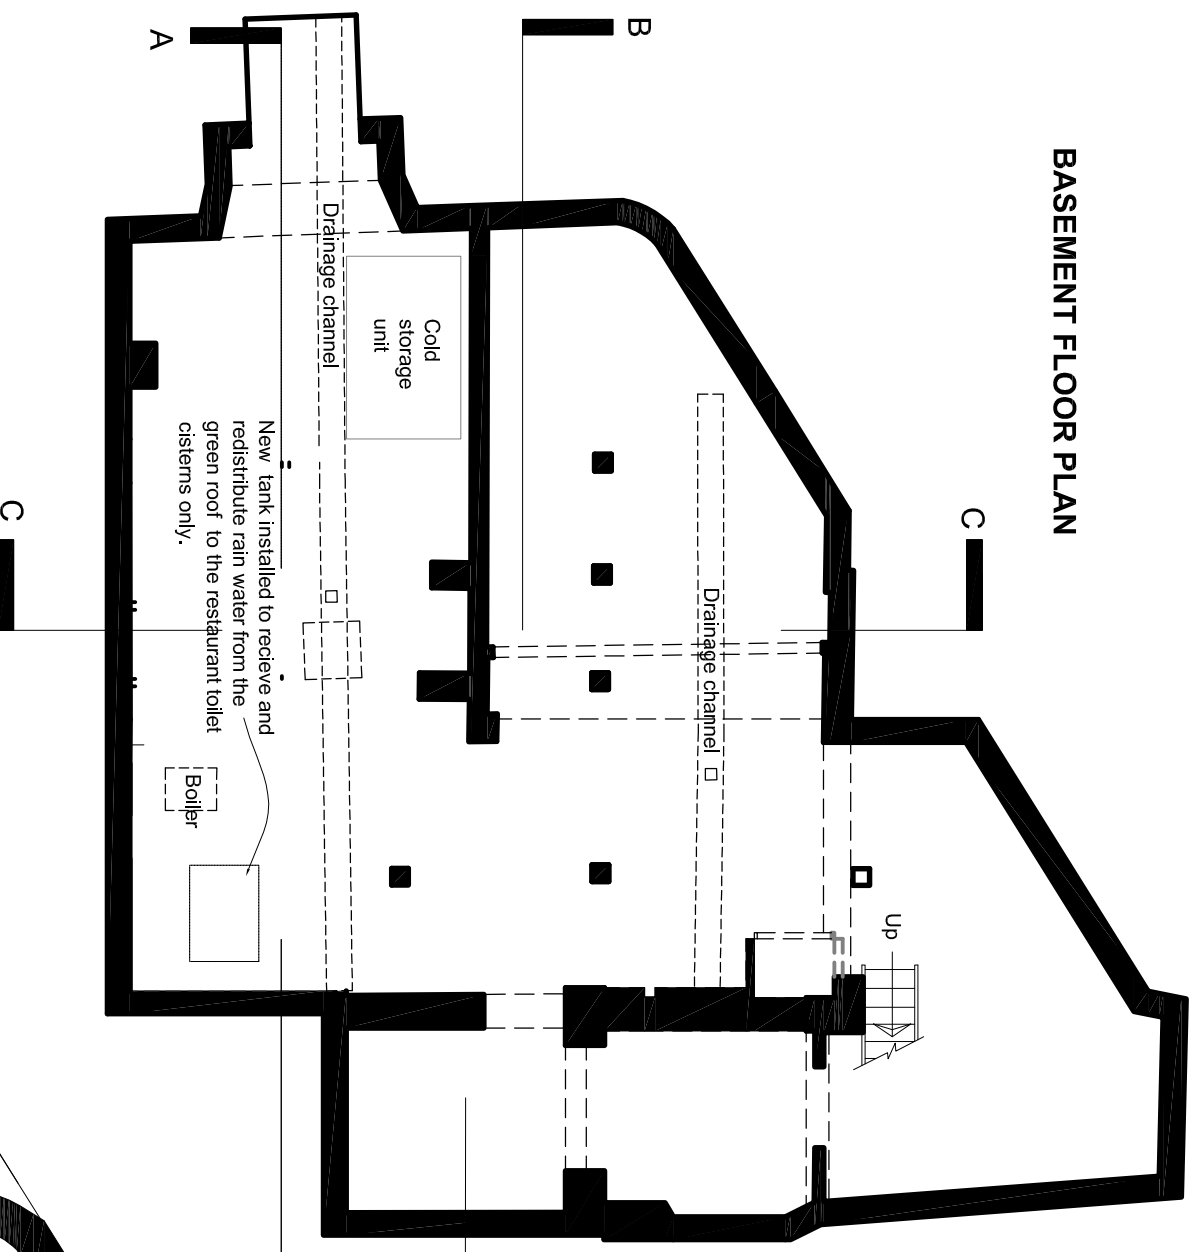 BASEMENT FLOOR PLAN
B
A
C
C
Drainage channel
Cold
storage
unit
Drainage channel
New tank installed to recieve and
redistribute rain water from the
green roof to the restaurant toilet
cisterns only.
Boiler
Up